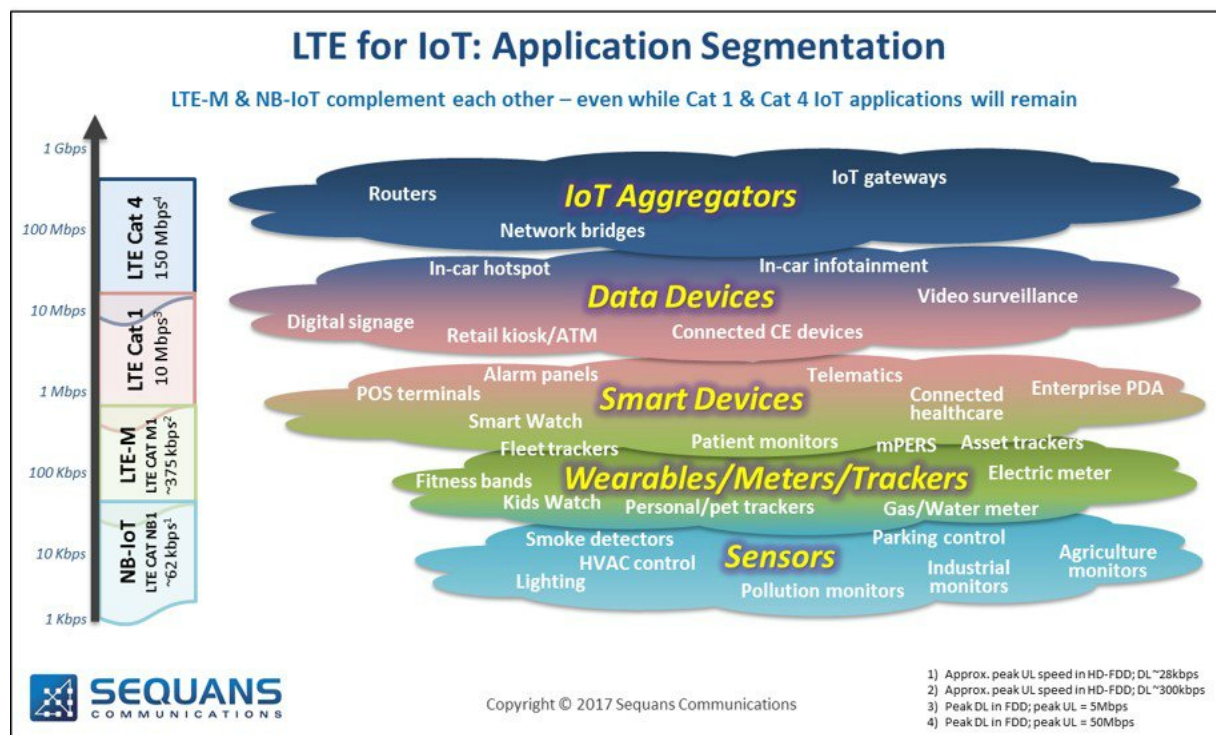 LTE for IoT: Application Segmentation
LTE-M & NB-IoT complement each other – even while Cat 1 & Cat 4 IoT applications will remain
1 Gbps
100 Mbps
10 Mbps
1 Mbps
100 Kbps
10 Kbps
1 Kbps
LTE Cat 4
150 Mbps⁴
LTE Cat 1
10 Mbps³
LTE-M
LTE CAT M1
~375 kbps²
NB-IoT
LTE CAT NB1
~62 kbps¹
IoT Aggregators
Routers
IoT gateways
Network bridges
In-car hotspot
In-car infotainment
Data Devices
Video surveillance
Digital signage
Retail kiosk/ATM
Connected CE devices
Alarm panels
Telematics
POS terminals
Smart Devices
Connected
healthcare
Enterprise PDA
Smart Watch
Fleet trackers
Patient monitors
mPERS
Asset trackers
Fitness bands
Wearables/Meters/Trackers
Electric meter
Kids Watch
Personal/pet trackers
Gas/Water meter
Smoke detectors
Parking control
HVAC control
Sensors
Agriculture
monitors
Lighting
Pollution monitors
Industrial
monitors
SEQUANS
COMMUNICATIONS
Copyright © 2017 Sequans Communications
1) Approx. peak UL speed in HD-FDD; DL ~28kbps
2) Approx. peak UL speed in HD-FDD; DL ~300kbps
3) Peak DL in FDD; peak UL = 5Mbps
4) Peak DL in FDD; peak UL = 50Mbps